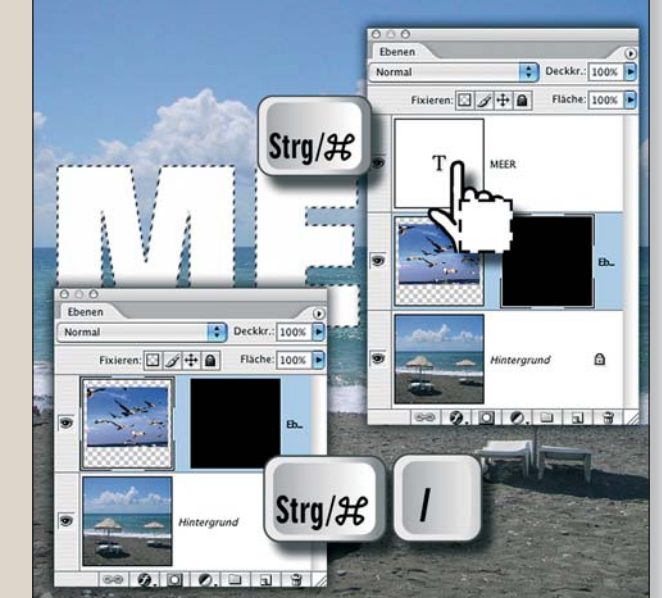 Ebenen
Normal Deckkr.: 100%
Fixieren: Fläche: 100%
Strg/⌘
T MEER
Eb...
Hintergrund
ME
Ebenen
Normal Deckkr.: 100%
Fixieren: Fläche: 100%
Eb...
Hintergrund
Strg/⌘ /